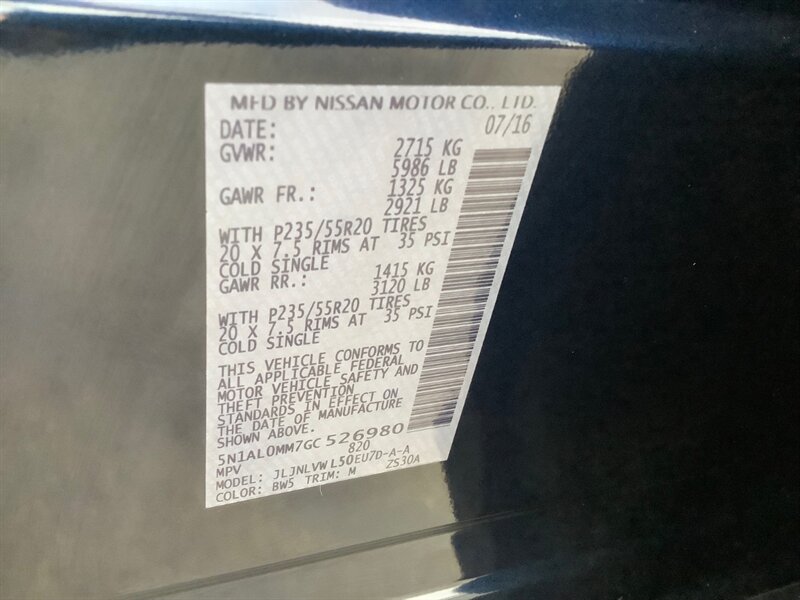 MFD BY NISSAN MOTOR CO., LTD.
DATE: 07/16
GVWR: 2715 KG
5986 LB
GAWR FR.: 1325 KG
2921 LB
WITH P235/55R20 TIRES
20 X 7.5 RIMS AT 35 PSI
COLD SINGLE
GAWR RR.: 1415 KG
3120 LB
WITH P235/55R20 TIRES
20 X 7.5 RIMS AT 35 PSI
COLD SINGLE
THIS VEHICLE CONFORMS TO
ALL APPLICABLE FEDERAL
MOTOR VEHICLE SAFETY AND
THEFT PREVENTION
STANDARDS IN EFFECT ON
THE DATE OF MANUFACTURE
SHOWN ABOVE.
5N1AL0MM7GC526980
MPV 820
MODEL: JLJNLVWL50EU7D-A-A
COLOR: BW5 TRIM: M ZS30A